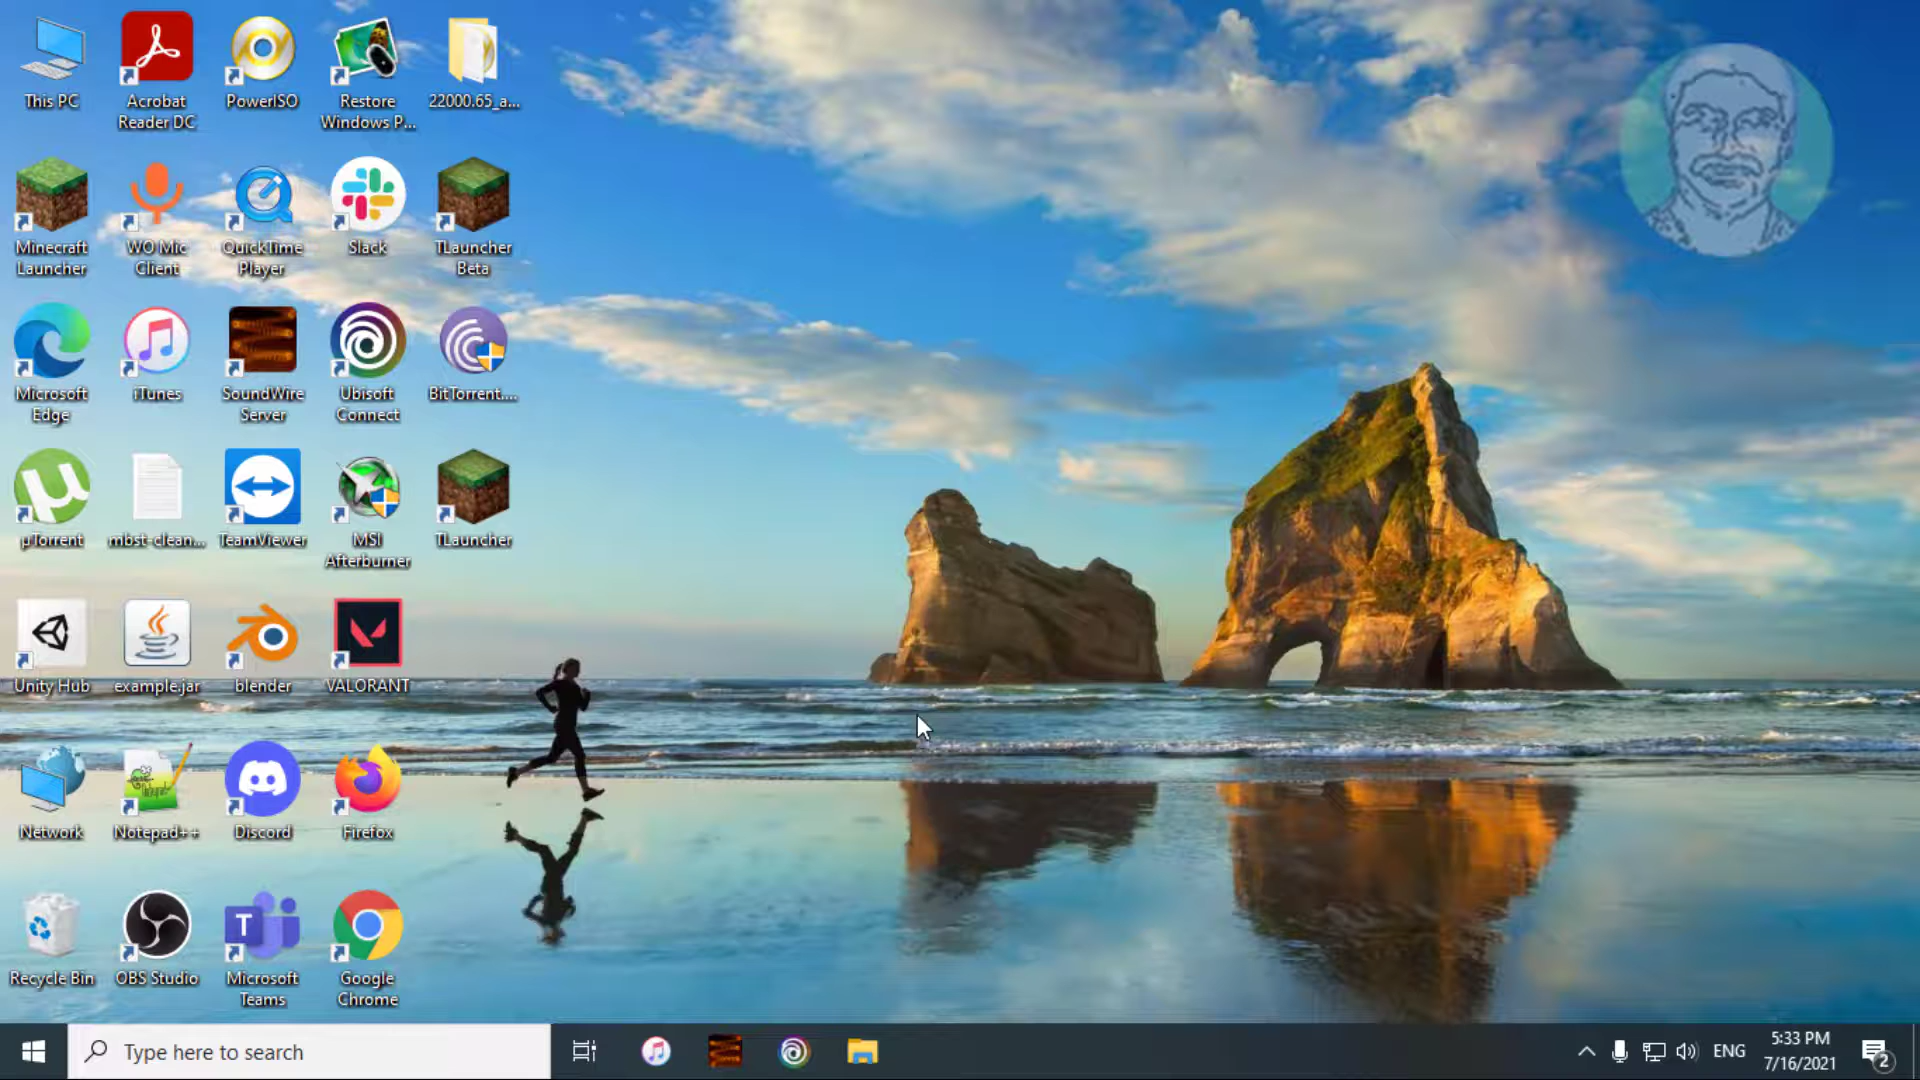 This PC
Acrobat
Reader DC
PowerISO
Restore
Windows P...
22000.65_a...
Minecraft
Launcher
WO Mic
Client
QuickTime
Player
Slack
TLauncher
Beta
Microsoft
Edge
iTunes
SoundWire
Server
Ubisoft
Connect
BitTorrent....
µTorrent
mbst-clean...
TeamViewer
MSI
Afterburner
TLauncher
Unity Hub
example.jar
blender
VALORANT
Network
Notepad++
Discord
Firefox
Recycle Bin
OBS Studio
Microsoft
Teams
Google
Chrome
Type here to search
ENG
5:33 PM
7/16/2021
2